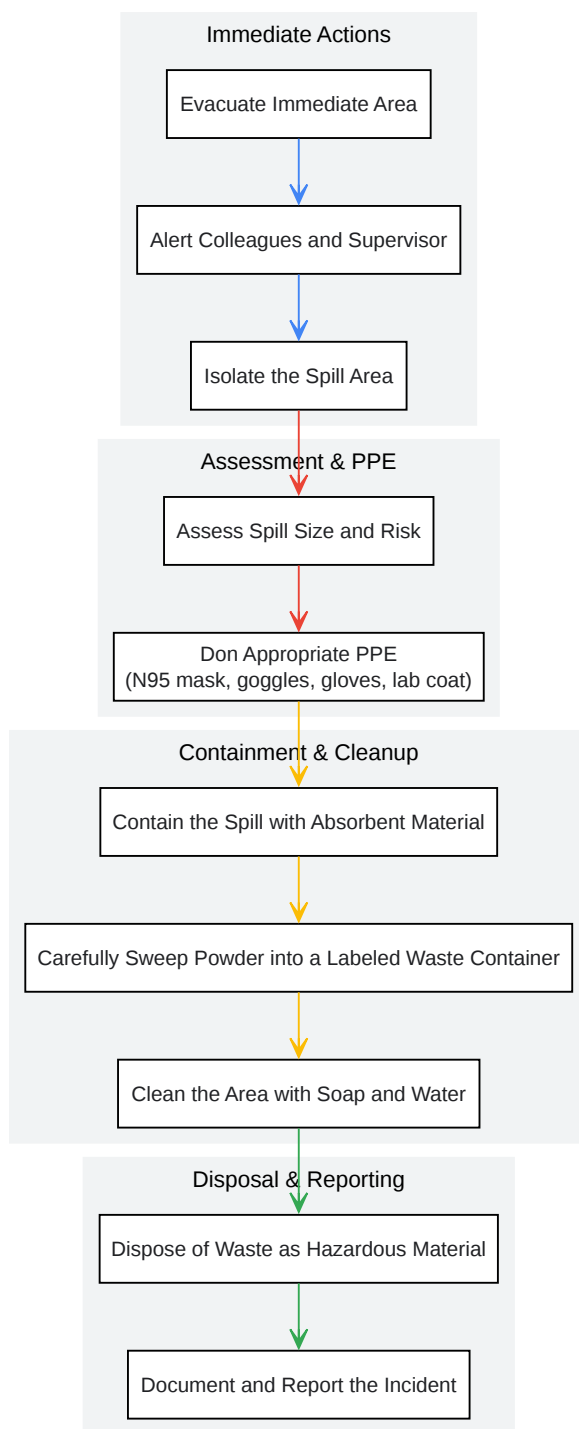 Immediate Actions
Evacuate Immediate Area
Alert Colleagues and Supervisor
Isolate the Spill Area
Assessment & PPE
Assess Spill Size and Risk
Don Appropriate PPE
(N95 mask, goggles, gloves, lab coat)
Containment & Cleanup
Contain the Spill with Absorbent Material
Carefully Sweep Powder into a Labeled Waste Container
Clean the Area with Soap and Water
Disposal & Reporting
Dispose of Waste as Hazardous Material
Document and Report the Incident